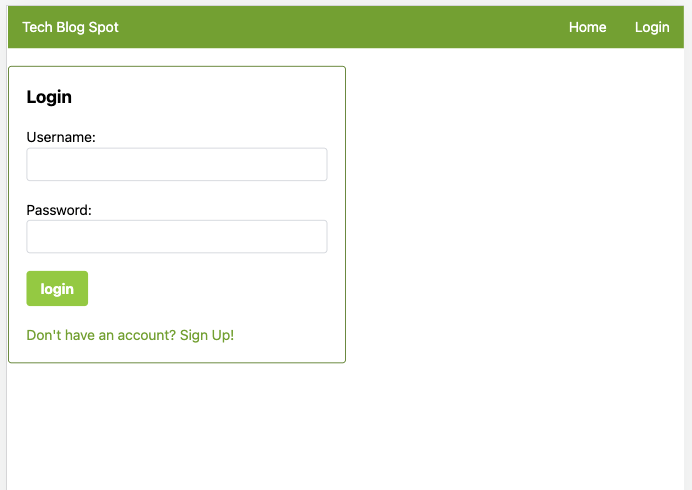 Tech Blog Spot Home Login
Login
Username:
Password:
login
Don't have an account? Sign Up!